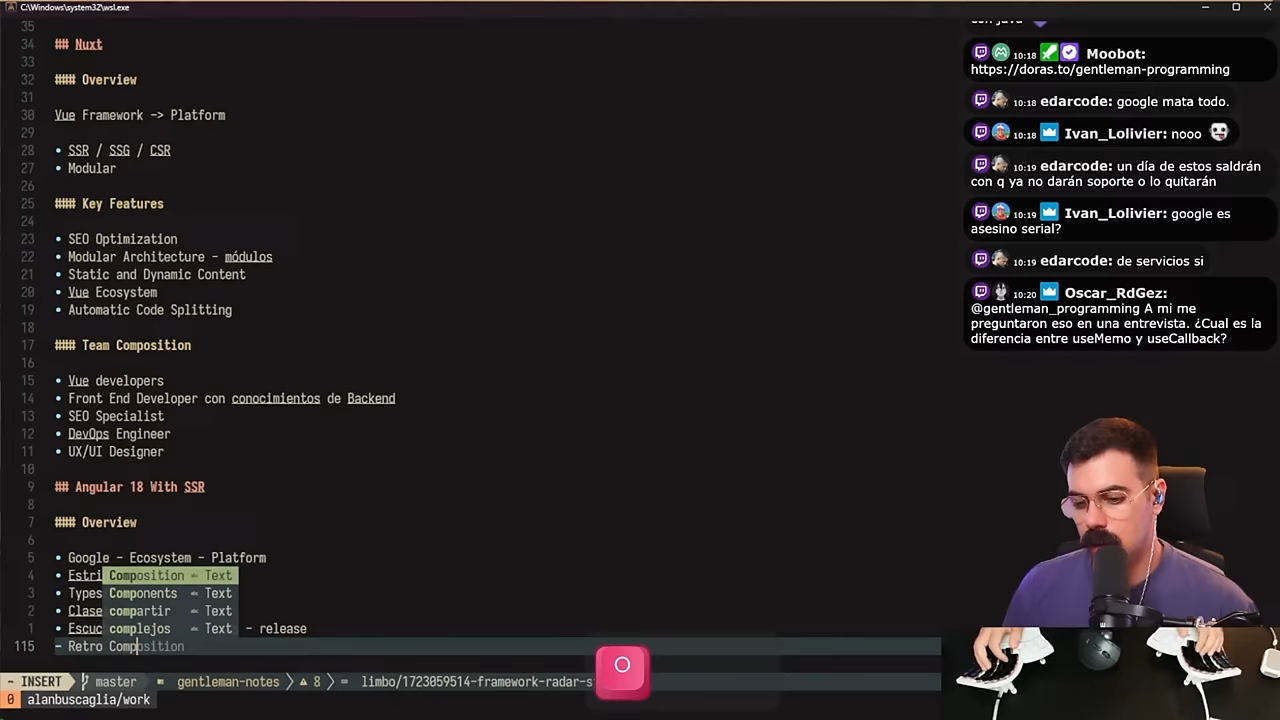 C:\Windows\system32\wsl.exe
35
34 ## Nuxt
33
32 #### Overview
31
30 Vue Framework -> Platform
29
28 • SSR / SSG / CSR
27 • Modular
26
25 #### Key Features
24
23 • SEO Optimization
22 • Modular Architecture - módulos
21 • Static and Dynamic Content
20 • Vue Ecosystem
19 • Automatic Code Splitting
18
17 #### Team Composition
16
15 • Vue developers
14 • Front End Developer con conocimientos de Backend
13 • SEO Specialist
12 • DevOps Engineer
11 • UX/UI Designer
10
9 ## Angular 18 With SSR
8
7 #### Overview
6
5 • Google - Ecosystem - Platform
4 • Estri Composition Text
3 • Types Components Text
2 • Clase compartir Text
1 • Escuc complejos Text - release
115 - Retro Composition
- INSERT master gentleman-notes 8 limbo/1723059514-framework-radar-s
0 alanbuscaglia/work
O
con java
10:18 Moobot:
https://doras.to/gentleman-programming
10:18 edarcode: google mata todo.
10:18 Ivan_Lolivier: nooo
10:19 edarcode: un día de estos saldrán
con q ya no darán soporte o lo quitarán
10:19 Ivan_Lolivier: google es
asesino serial?
10:19 edarcode: de servicios si
10:20 Oscar_RdGez:
@gentleman_programming A mi me
preguntaron eso en una entrevista. ¿Cual es la
diferencia entre useMemo y useCallback?